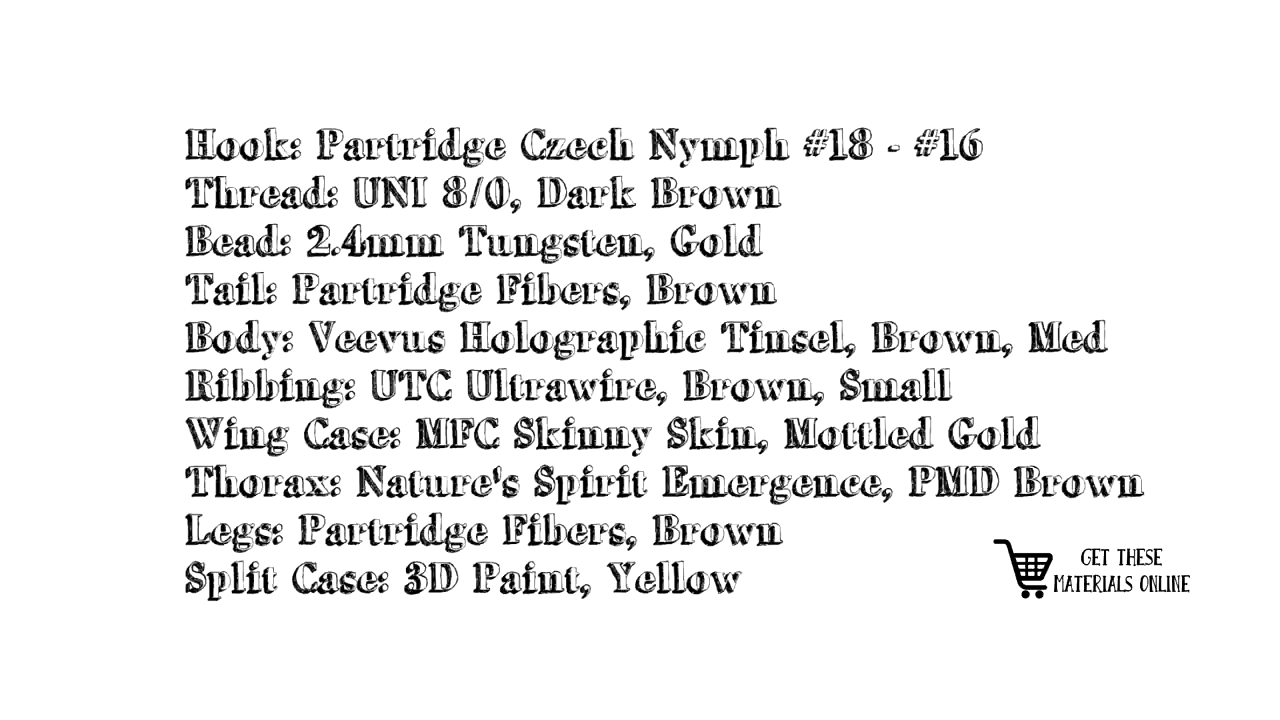 Hook: Partridge Czech Nymph #18 - #16
Thread: UNI 8/0, Dark Brown
Bead: 2.4mm Tungsten, Gold
Tail: Partridge Fibers, Brown
Body: Veevus Holographic Tinsel, Brown, Med
Ribbing: UTC Ultrawire, Brown, Small
Wing Case: MFC Skinny Skin, Mottled Gold
Thorax: Nature's Spirit Emergence, PMD Brown
Legs: Partridge Fibers, Brown
Split Case: 3D Paint, Yellow
GET THESE
MATERIALS ONLINE